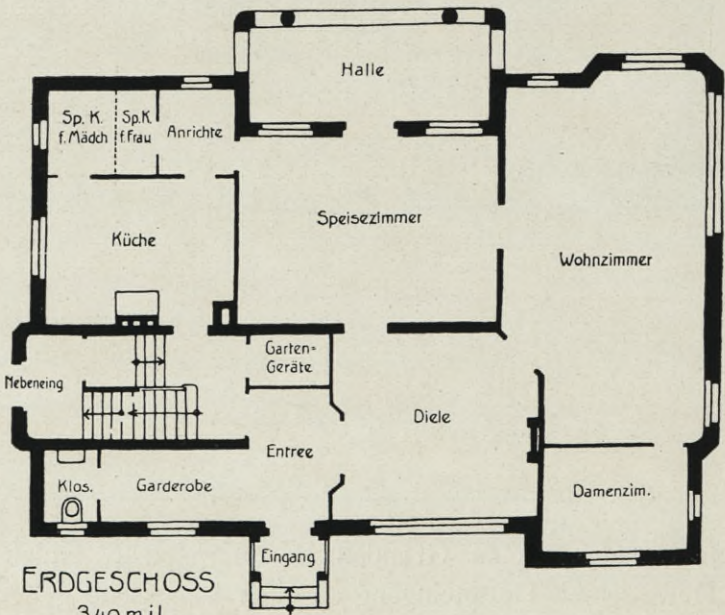 Halle
Sp. K.
f. Mädch
Sp.K
f.Frau
Anrichte
Speisezimmer
Küche
Wohnzimmer
Garten=
Geräte
Nebeneing
Diele
Entree
Klos.
Garderobe
Damenzim.
Eingang
ERDGESCHOSS